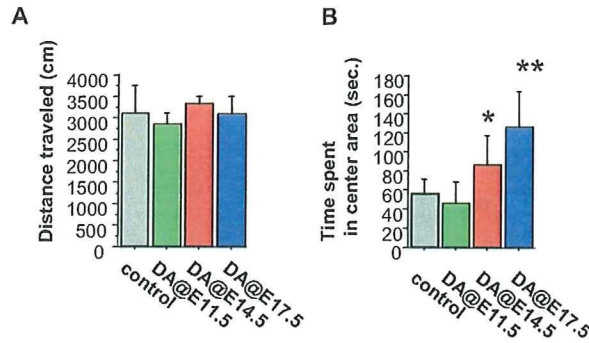 A
Distance traveled (cm)
4000
3500
3000
2500
2000
1500
1000
500
0
control
DA@E11.5
DA@E14.5
DA@E17.5
B
Time spent
in center area (sec.)
180
160
140
120
100
80
60
40
20
0
*
**
control
DA@E11.5
DA@E14.5
DA@E17.5